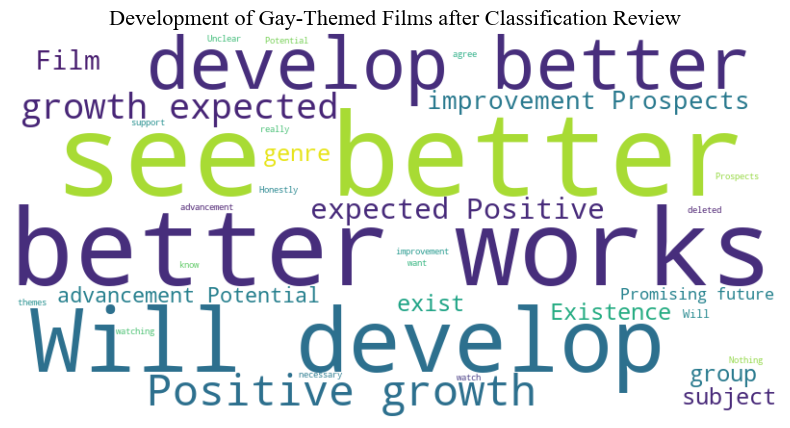 Development of Gay-Themed Films after Classification Review
Unclear
Potential
Film
develop better
agree
growth expected
improvement Prospects
support
really
see better
genre
Honestly
Prospects
advancement
expected Positive
deleted
better works
improvement
know
want
advancement Potential
Promising future
themes
exist
Existence
Will
Will develop
watching
Nothing
necessary
watch
group
Positive growth
subject